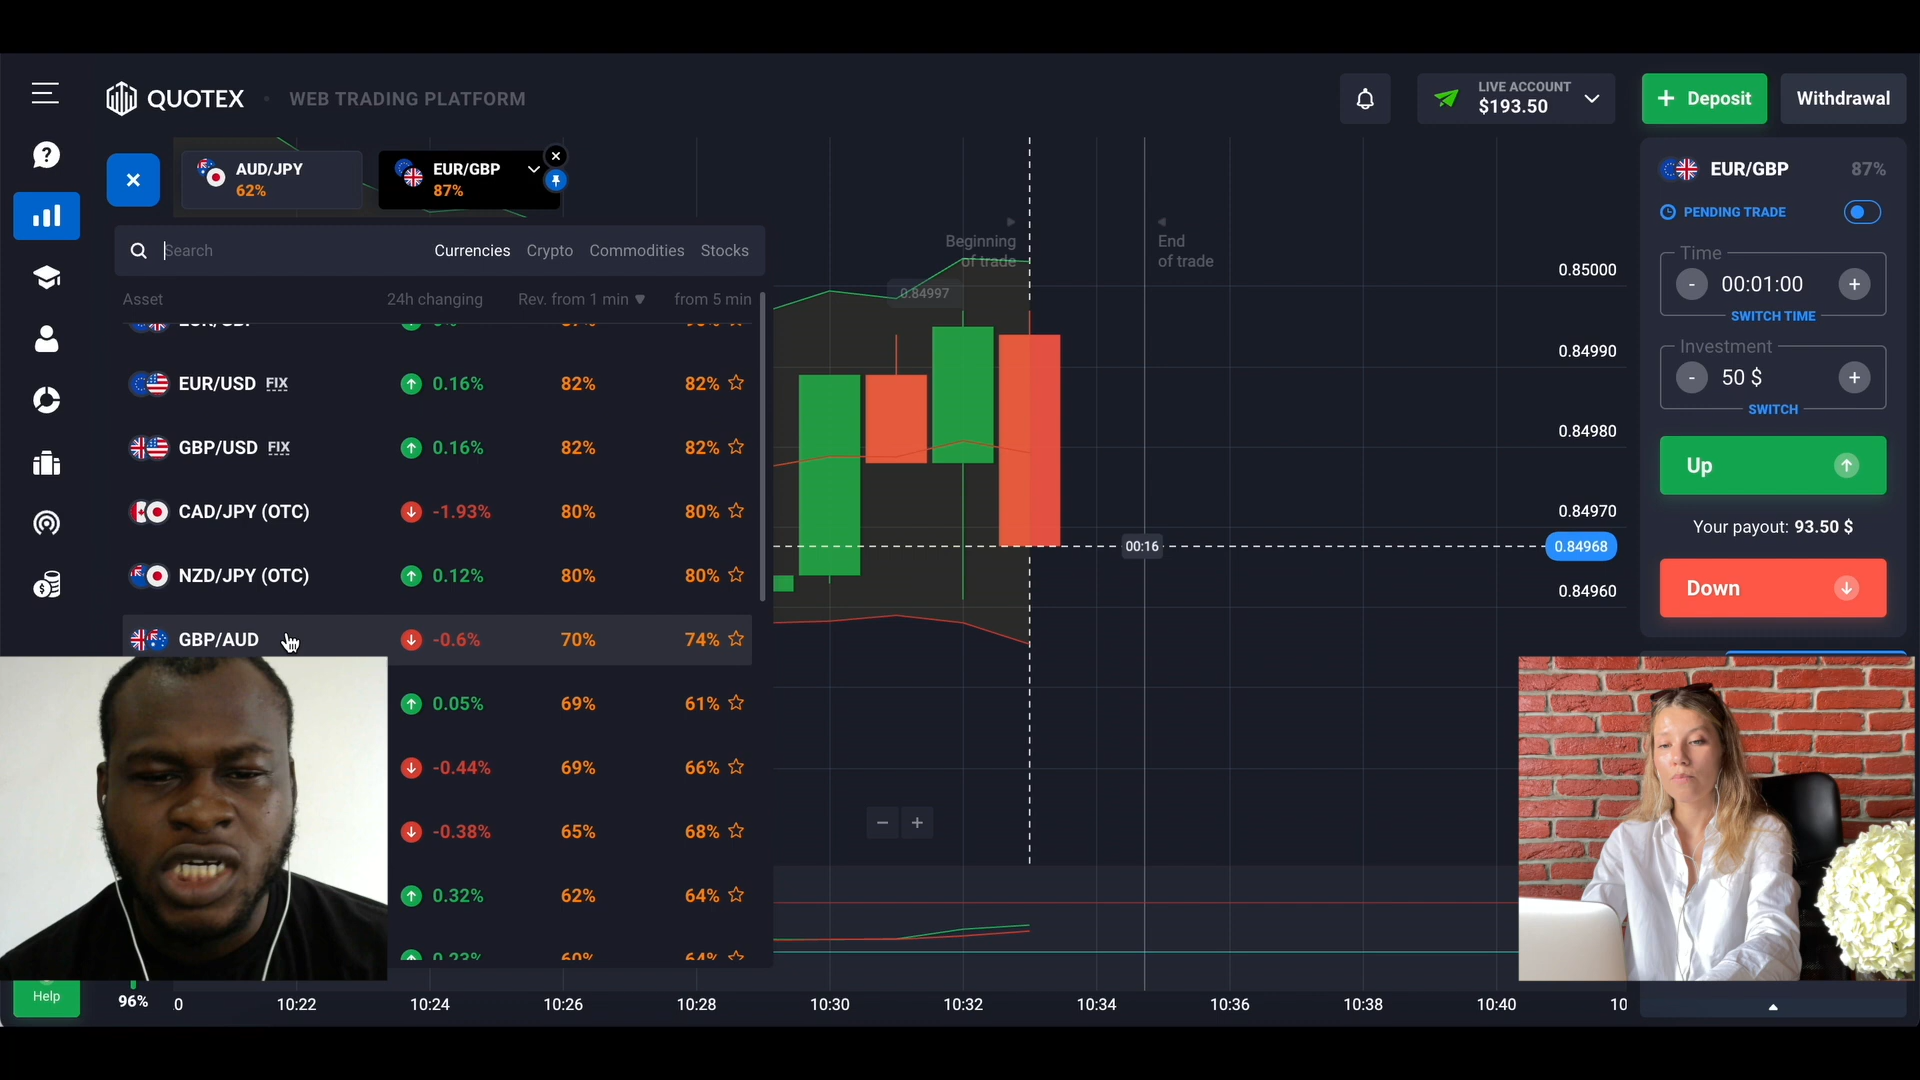 QUOTEX
WEB TRADING PLATFORM
LIVE ACCOUNT
$193.50
+ Deposit
Withdrawal
AUD/JPY
62%
EUR/GBP
87%
EUR/GBP
87%
PENDING TRADE
Search
Currencies
Crypto
Commodities
Stocks
Beginning
of trade
End
of trade
Time
- 00:01:00 +
SWITCH TIME
Asset
24h changing
Rev. from 1 min
from 5 min
0.84997
0.85000
0.84990
0.84980
0.84970
0.84968
0.84960
00:16
Investment
- 50 $ +
SWITCH
Up
Your payout: 93.50 $
Down
EUR/USD FIX 0.16% 82% 82%
GBP/USD FIX 0.16% 82% 82%
CAD/JPY (OTC) -1.93% 80% 80%
NZD/JPY (OTC) 0.12% 80% 80%
GBP/AUD -0.6% 70% 74%
0.05% 69% 61%
-0.44% 69% 66%
-0.38% 65% 68%
0.32% 62% 64%
Help
96%
0 10:22 10:24 10:26 10:28 10:30 10:32 10:34 10:36 10:38 10:40 10